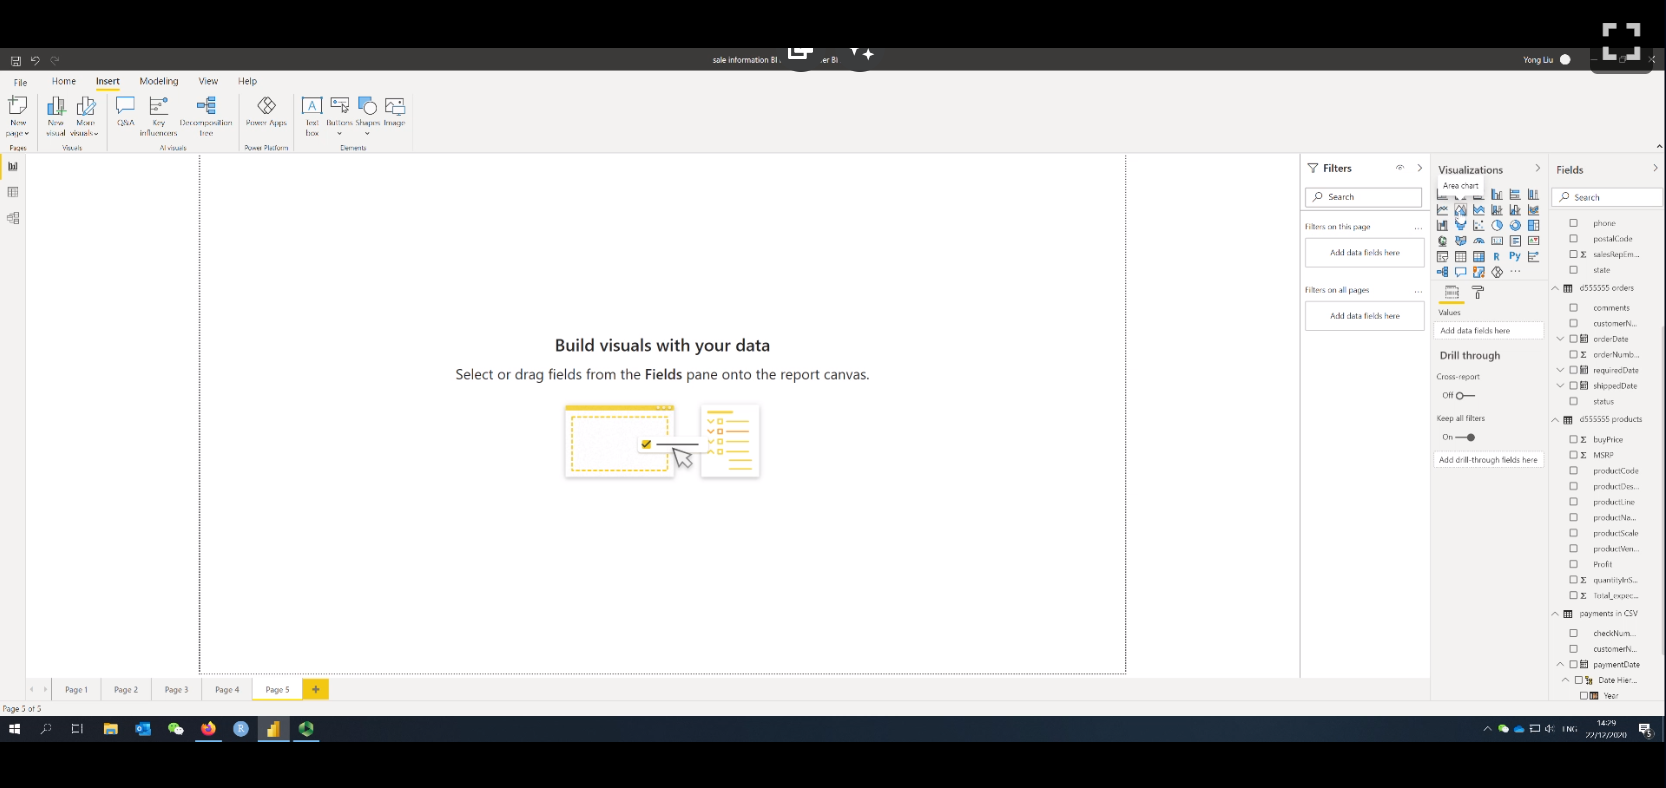 sale information BI
er BI
Yong Liu
File Home Insert Modeling View Help
New page
New visual
More visuals
Q&A
Key influencers
Decomposition tree
Power Apps
Text box
Buttons
Shapes
Image
Pages
Visuals
AI visuals
Power Platform
Elements
Build visuals with your data
Select or drag fields from the Fields pane onto the report canvas.
Filters
Search
Filters on this page
...
Add data fields here
Filters on all pages
...
Add data fields here
Visualizations
Area chart
R
Py
...
Values
Add data fields here
Drill through
Cross-report
Off
Keep all filters
On
Add drill-through fields here
Fields
Search
phone
postalCode
Σ salesRepEm...
state
d555555 orders
comments
customerN...
orderDate
Σ orderNumb...
requiredDate
shippedDate
status
d555555 products
Σ buyPrice
Σ MSRP
productCode
productDes...
productLine
productNa...
productScale
productVen...
Profit
Σ quantityInS...
Σ Total_expec...
payments in CSV
checkNum...
customerN...
paymentDate
Date Hier...
Year
Page 1
Page 2
Page 3
Page 4
Page 5
+
Page 5 of 5
R
ENG
14:29
22/12/2020
5